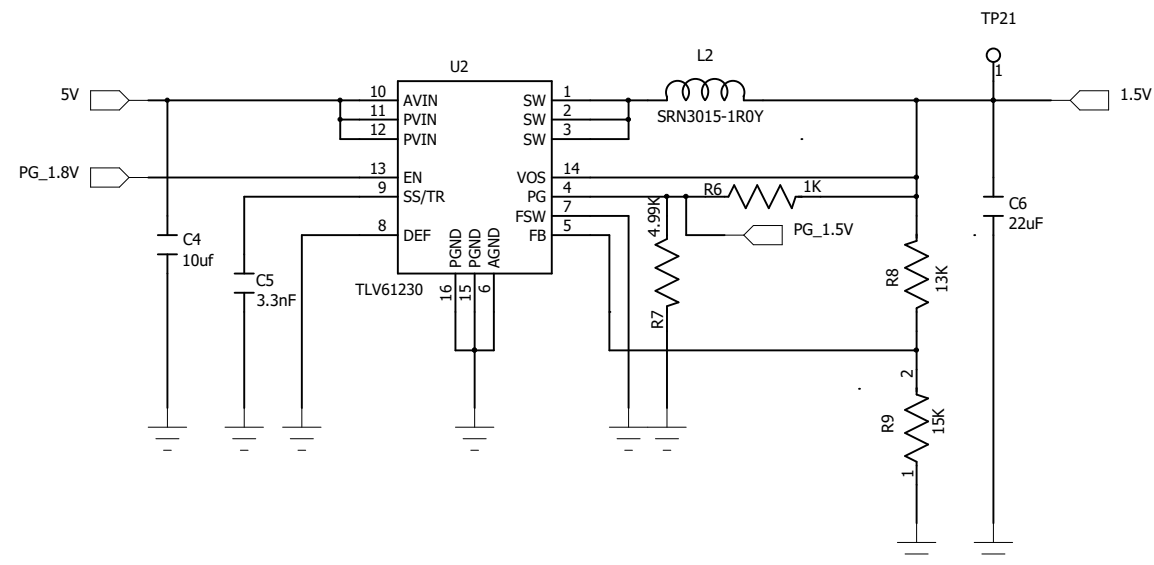 TP21
1
U2
L2
5V
10 AVIN SW 1
1.5V
11 PVIN SW 2
SRN3015-1R0Y
12 PVIN SW 3
PG_1.8V
13 EN VOS 14
9 SS/TR PG 4
R6 1K
FSW 7
8 DEF FB 5
4.99K
PG_1.5V
C6
22uF
C4
10uf
PGND
PGND
AGND
C5
3.3nF
R8
13K
TLV61230
16
15
6
R7
2
R9
15K
1